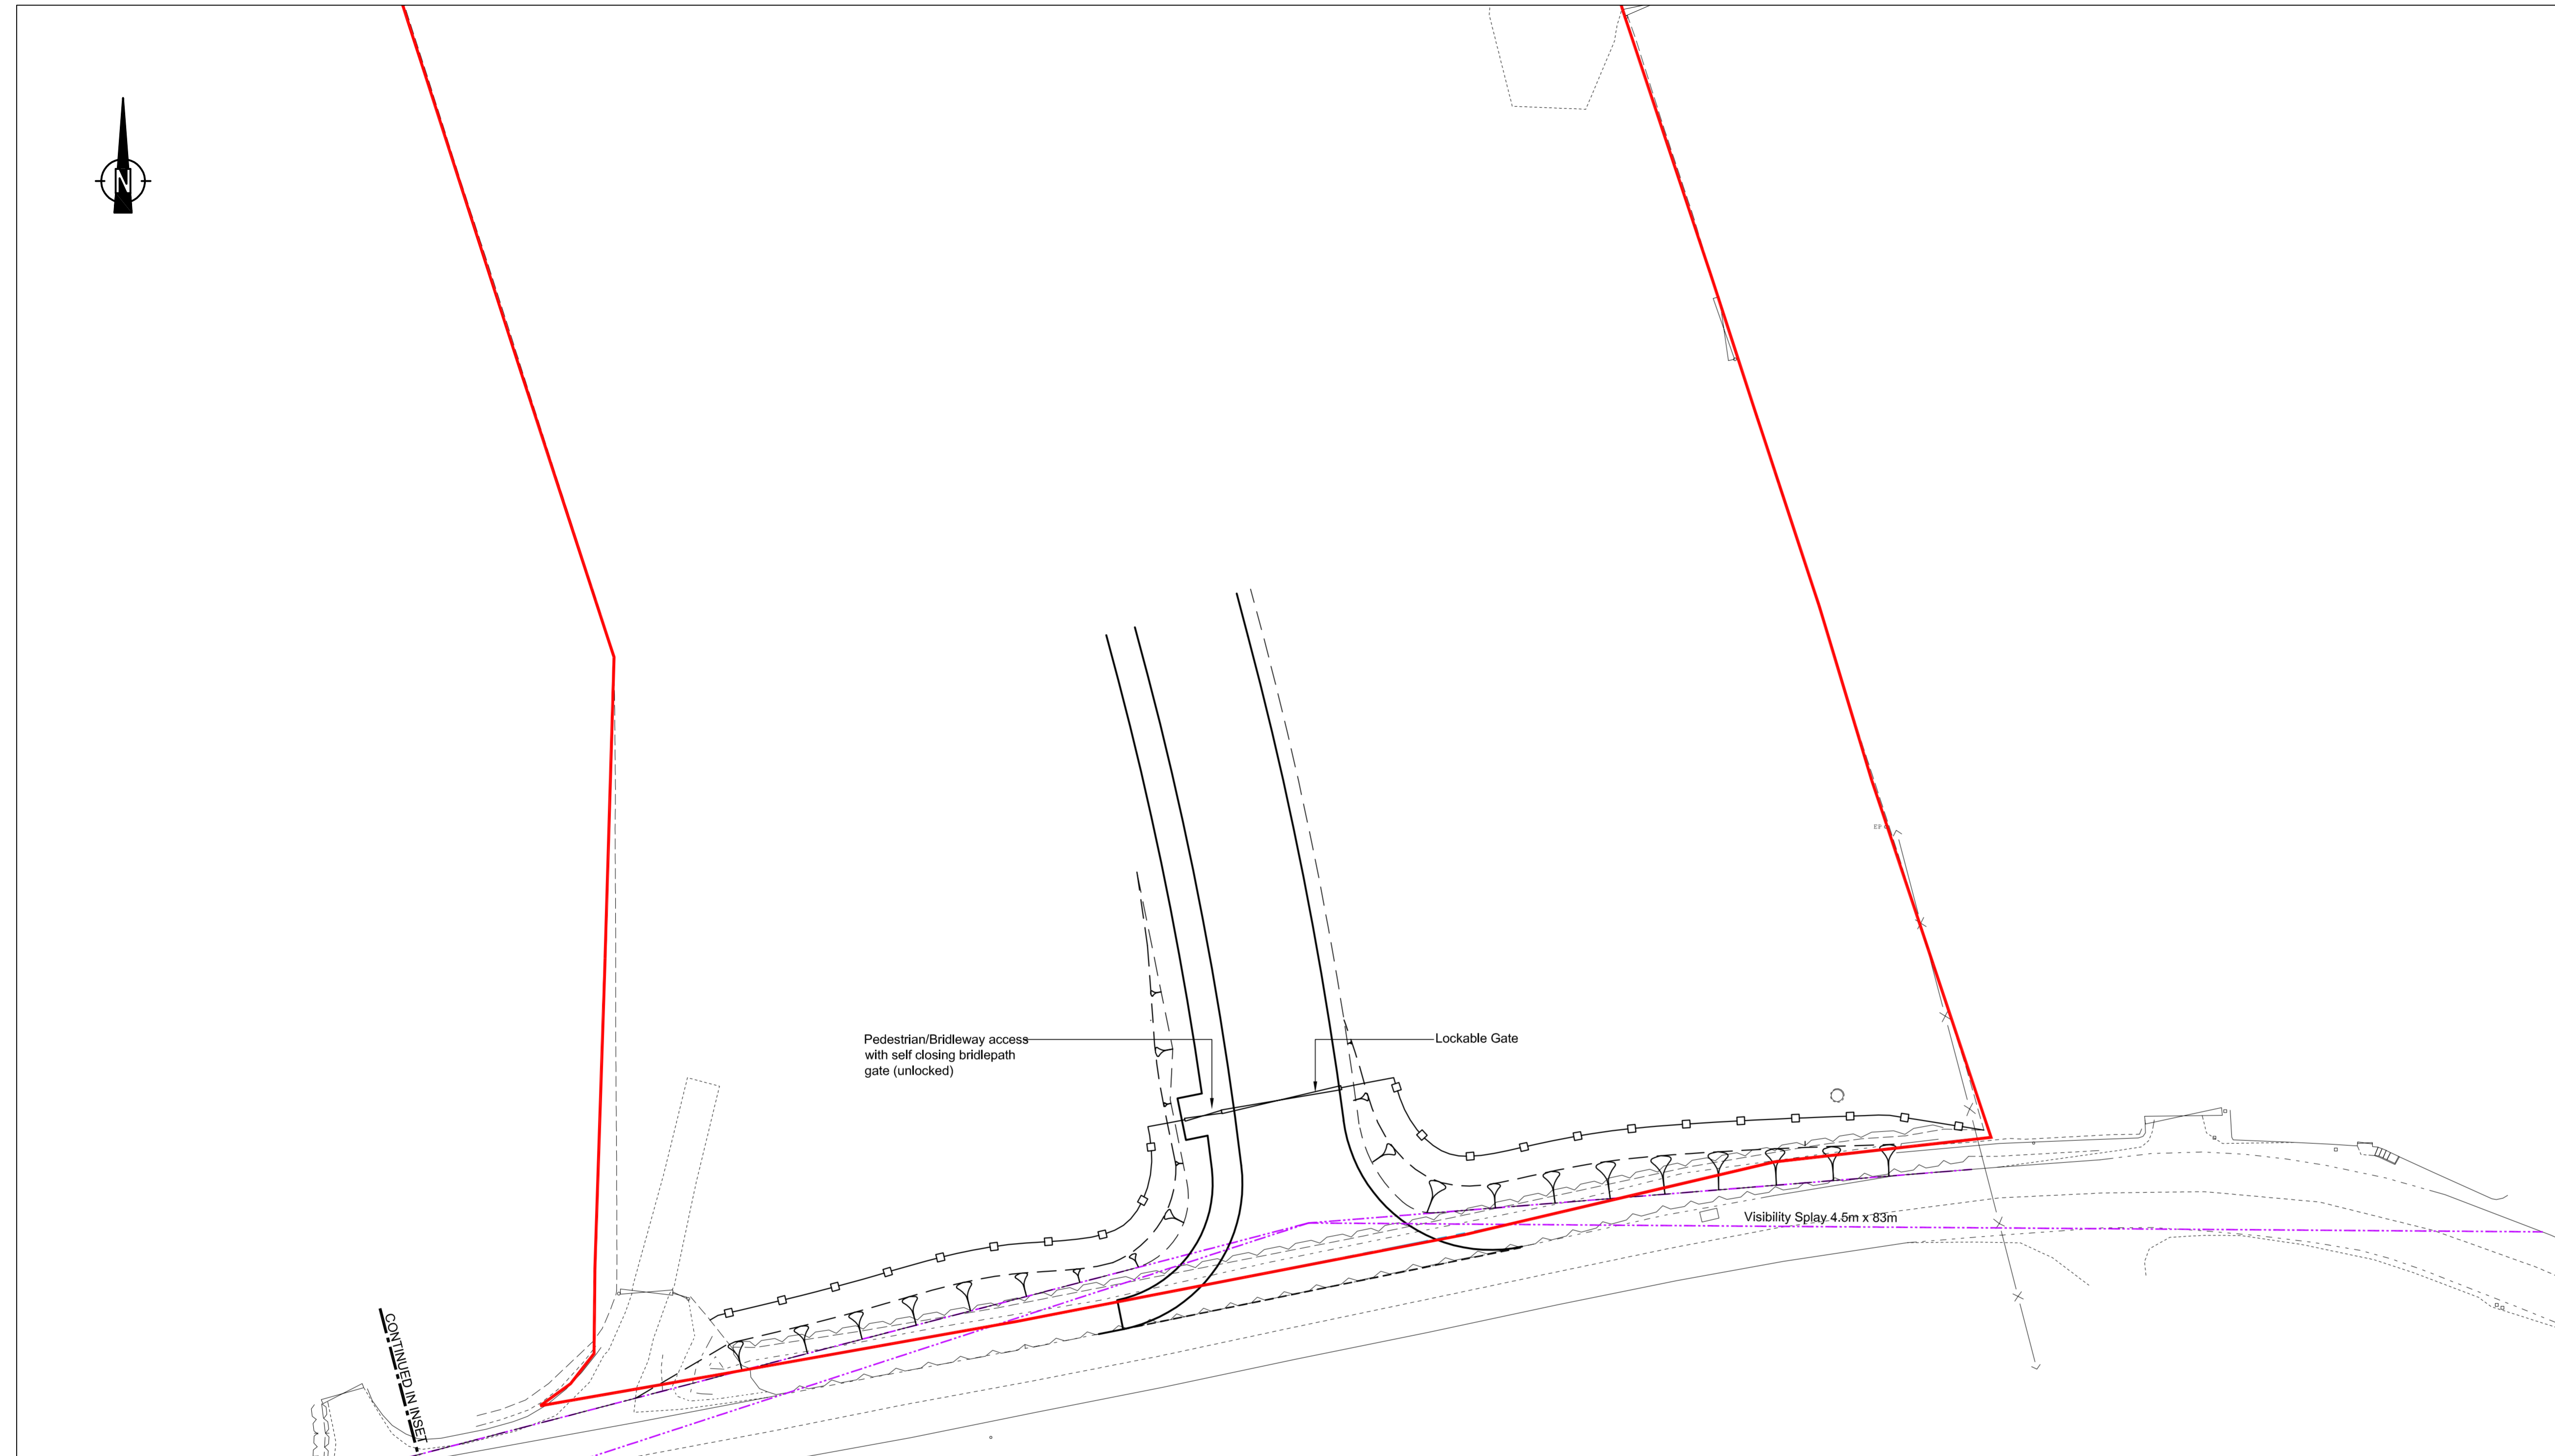 N
EP
Pedestrian/Bridleway access
with self closing bridlepath
gate (unlocked)
Lockable Gate
Visibility Splay 4.5m x 83m
CONTINUED IN INSET